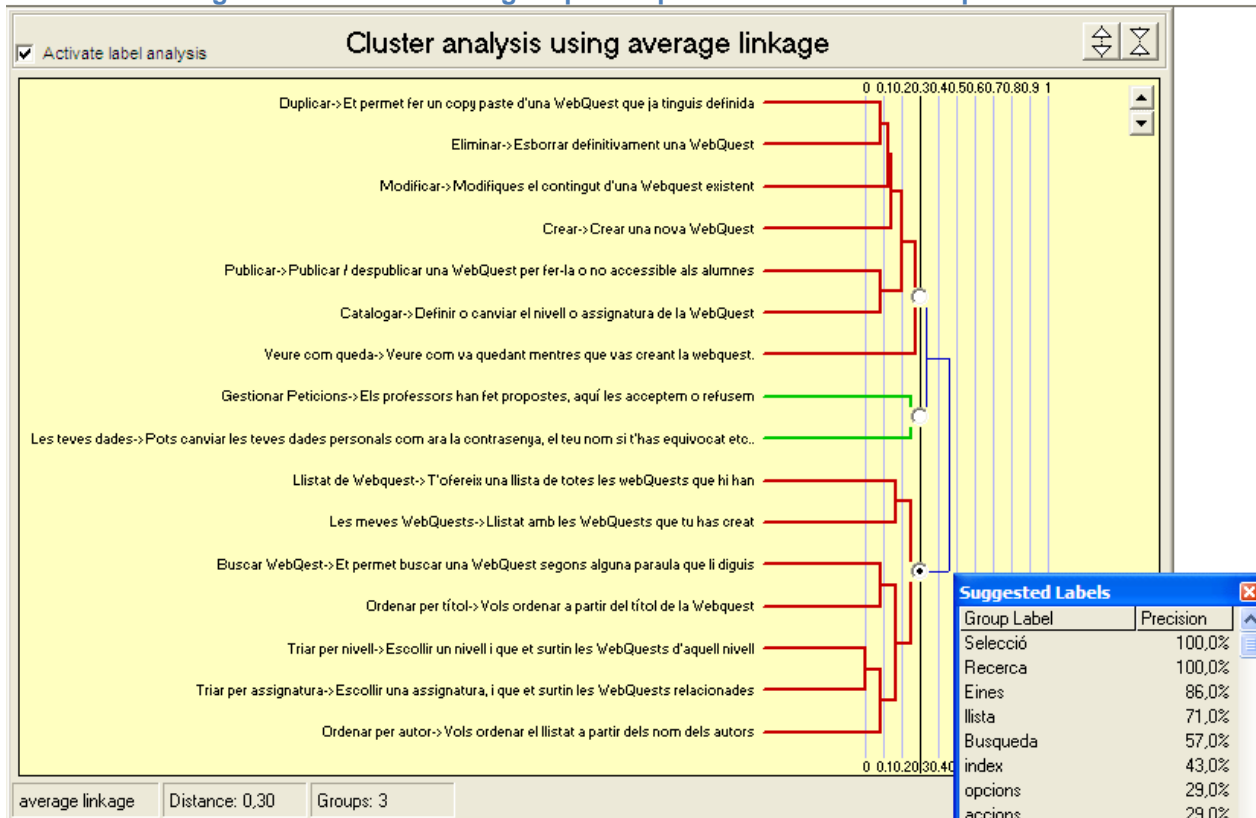 Activate label analysis
Cluster analysis using average linkage
0 0.10.20.30.40.50.60.70.80.9 1
Duplicar->Et permet fer un copy paste d'una WebQuest que ja tinguis definida
Eliminar->Esborrar definitivament una WebQuest
Modificar->Modifiques el contingut d'una Webquest existent
Crear->Crear una nova WebQuest
Publicar->Publicar / despublicar una WebQuest per fer-la o no accessible als alumnes
Catalogar->Definir o canviar el nivell o assignatura de la WebQuest
Veure com queda->Veure com va quedant mentres que vas creant la webquest.
Gestionar Peticions->Els professors han fet propostes, aquí les acceptem o refusem
Les teves dades->Pots canviar les teves dades personals com ara la contrasenya, el teu nom si t'has equivocat etc..
Llistat de Webquest->T'ofereix una llista de totes les webQuests que hi han
Les meves WebQuests->Llistat amb les WebQuests que tu has creat
Buscar WebQest->Et permet buscar una WebQuest segons alguna paraula que li diguis
Ordenar per títol->Vols ordenar a partir del títol de la Webquest
Triar per nivell->Escollir un nivell i que et surtin les WebQuests d'aquell nivell
Triar per assignatura->Escollir una assignatura, i que et surtin les WebQuests relacionades
Ordenar per autor->Vols ordenar el llistat a partir dels nom dels autors
0 0.10.20.30.40
Suggested Labels
Group Label Precision
Selecció 100,0%
Recerca 100,0%
Eines 86,0%
llista 71,0%
Busqueda 57,0%
index 43,0%
opcions 29,0%
accions 29,0%
average linkage Distance: 0,30 Groups: 3